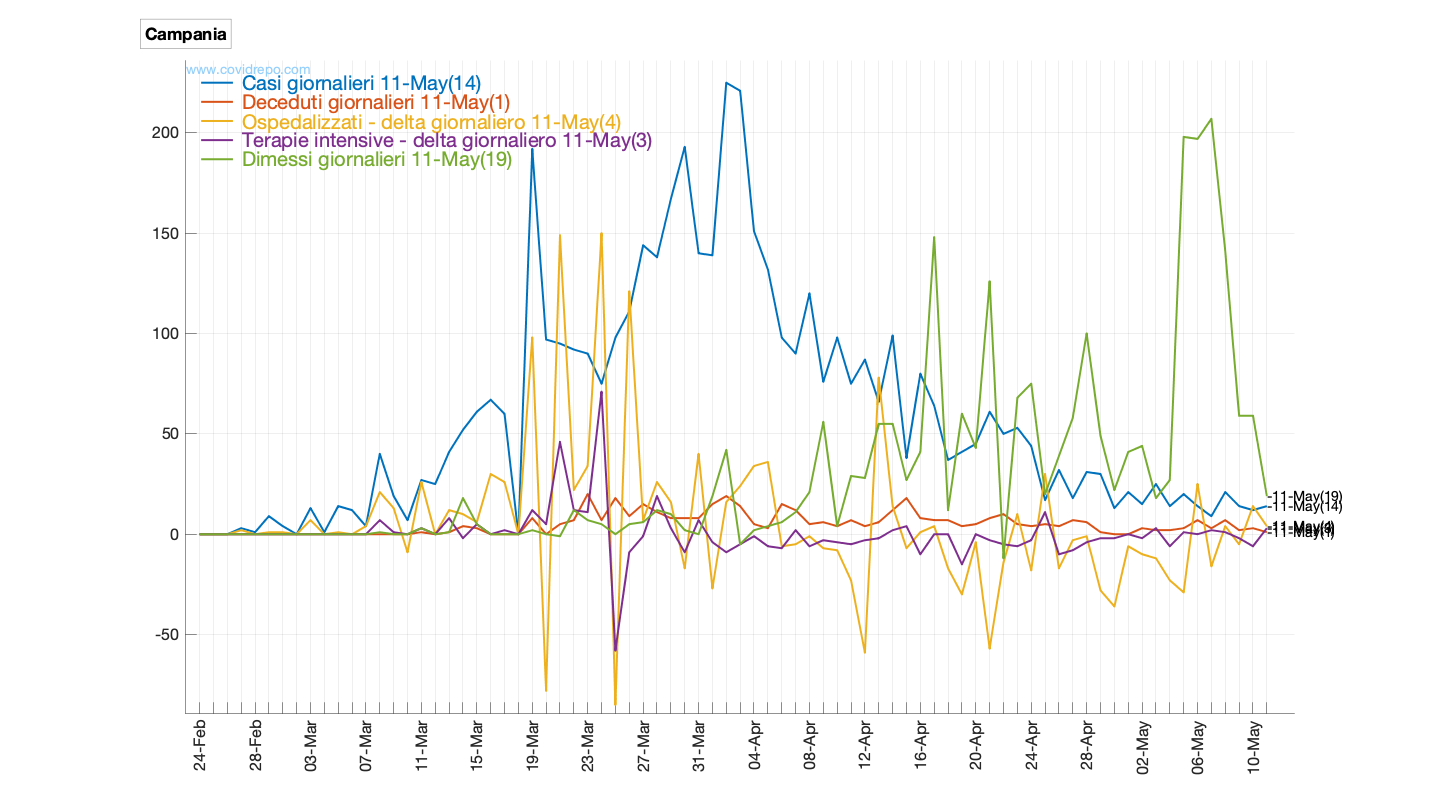 Campania
www.covidrepo.com
Casi giornalieri 11-May(14)
Deceduti giornalieri 11-May(1)
Ospedalizzati - delta giornaliero 11-May(4)
Terapie intensive - delta giornaliero 11-May(3)
Dimessi giornalieri 11-May(19)
200
150
100
50
0
-50
-11-May(19)
-11-May(14)
-11-May(1)
24-Feb
28-Feb
03-Mar
07-Mar
11-Mar
15-Mar
19-Mar
23-Mar
27-Mar
31-Mar
04-Apr
08-Apr
12-Apr
16-Apr
20-Apr
24-Apr
28-Apr
02-May
06-May
10-May